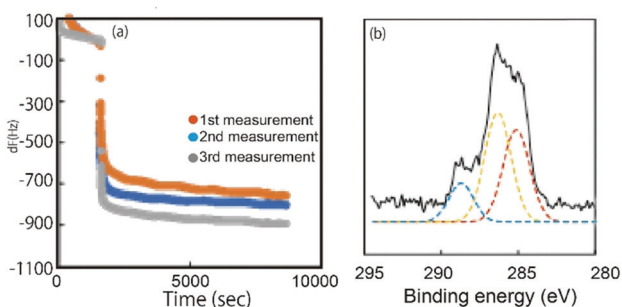 (a)
100
-100
-300
-500
-700
-900
-1100
dF(Hz)
1st measurement
2nd measurement
3rd measurement
0
5000
10000
Time (sec)
(b)
295
290
285
280
Binding energy (eV)